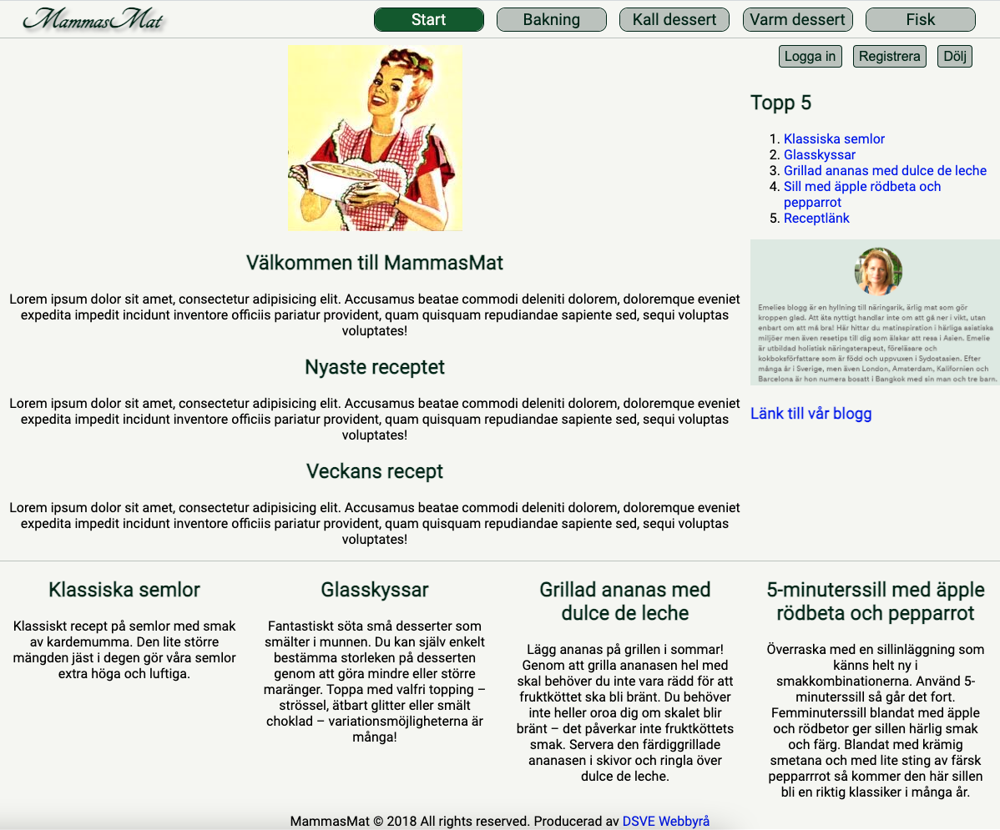 MammasMat
Start
Bakning
Kall dessert
Varm dessert
Fisk
Logga in
Registrera
Dölj
Välkommen till MammasMat
Lorem ipsum dolor sit amet, consectetur adipisicing elit. Accusamus beatae commodi deleniti dolorem, doloremque eveniet
expedita impedit incidunt inventore officiis pariatur provident, quam quisquam repudiandae sapiente sed, sequi voluptas
voluptates!
Nyaste receptet
Lorem ipsum dolor sit amet, consectetur adipisicing elit. Accusamus beatae commodi deleniti dolorem, doloremque eveniet
expedita impedit incidunt inventore officiis pariatur provident, quam quisquam repudiandae sapiente sed, sequi voluptas
voluptates!
Veckans recept
Lorem ipsum dolor sit amet, consectetur adipisicing elit. Accusamus beatae commodi deleniti dolorem, doloremque eveniet
expedita impedit incidunt inventore officiis pariatur provident, quam quisquam repudiandae sapiente sed, sequi voluptas
voluptates!
Topp 5
1. Klassiska semlor
2. Glasskyssar
3. Grillad ananas med dulce de leche
4. Sill med äpple rödbeta och
pepparrot
5. Receptlänk
Emelies blogg är en hyllning till näringsrik, ärlig mat som gör
kroppen glad. Att äta nyttigt handlar inte om att gå ner i vikt, utan
enbart om att må bra! Här hittar du matinspiration i härliga asiatiska
miljöer men även resetips till dig som älskar att resa i Asien. Emelie
är utbildad holistisk näringsterapeut, föreläsare och
kokboksförfattare som är född och uppvuxen i Sydostasien. Efter
många år i Sverige, men även London, Amsterdam, Kalifornien och
Barcelona är hon numera bosatt i Bangkok med sin man och tre barn.
Länk till vår blogg
Klassiska semlor
Klassiskt recept på semlor med smak
av kardemumma. Den lite större
mängden jäst i degen gör våra semlor
extra höga och luftiga.
Glasskyssar
Fantastiskt söta små desserter som
smälter i munnen. Du kan själv enkelt
bestämma storleken på desserten
genom att göra mindre eller större
maränger. Toppa med valfri topping –
strössel, ätbart glitter eller smält
choklad – variationsmöjligheterna är
många!
Grillad ananas med
dulce de leche
Lägg ananas på grillen i sommar!
Genom att grilla ananasen hel med
skal behöver du inte vara rädd för att
fruktköttet ska bli bränt. Du behöver
inte heller oroa dig om skalet blir
bränt – det påverkar inte fruktköttets
smak. Servera den färdiggrillade
ananasen i skivor och ringla över
dulce de leche.
5-minuterssill med äpple
rödbeta och pepparrot
Överraska med en sillinläggning som
känns helt ny i
smakkombinationerna. Använd 5-
minuterssill så går det fort.
Femminuterssill blandat med äpple
och rödbetor ger sillen härlig smak
och färg. Blandat med krämig
smetana och med lite sting av färsk
pepparrrot så kommer den här sillen
bli en riktig klassiker i många år.
MammasMat © 2018 All rights reserved. Producerad av DSVE Webbyrå